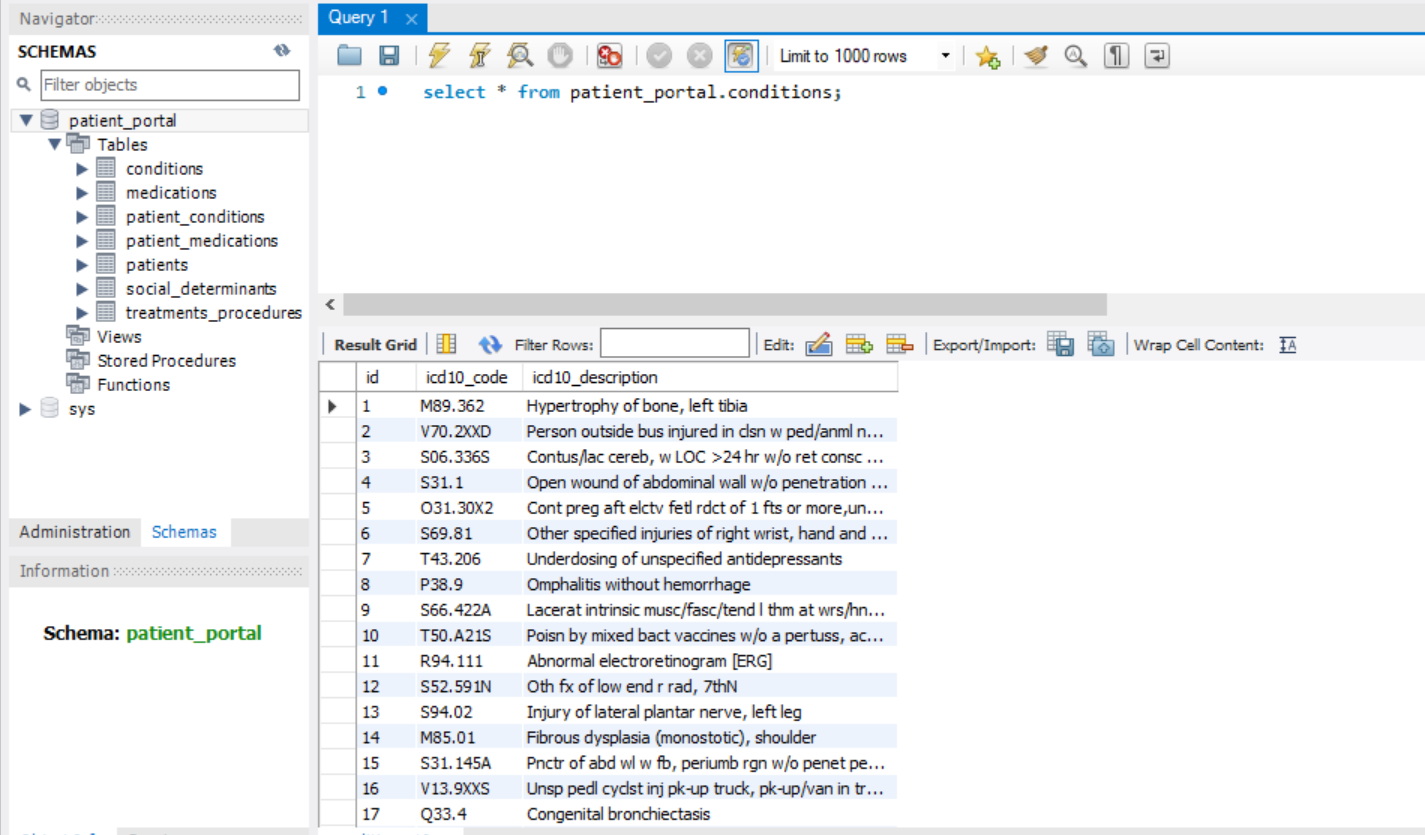 Navigator
SCHEMAS
Filter objects
patient_portal
Tables
conditions
medications
patient_conditions
patient_medications
patients
social_determinants
treatments_procedures
Views
Stored Procedures
Functions
sys
Administration Schemas
Information
Schema: patient_portal
Query 1
Limit to 1000 rows
1 select * from patient_portal.conditions;
Result Grid Filter Rows: Edit: Export/Import: Wrap Cell Content:
id icd10_code icd10_description
1 M89.362 Hypertrophy of bone, left tibia
2 V70.2XXD Person outside bus injured in clsn w ped/anml n...
3 S06.336S Contus/lac cereb, w LOC >24 hr w/o ret consc ...
4 S31.1 Open wound of abdominal wall w/o penetration ...
5 O31.30X2 Cont preg aft elctv fetl rdct of 1 fts or more,un...
6 S69.81 Other specified injuries of right wrist, hand and ...
7 T43.206 Underdosing of unspecified antidepressants
8 P38.9 Omphalitis without hemorrhage
9 S66.422A Lacerat intrinsic musc/fasc/tend l thm at wrs/hn...
10 T50.A21S Poisn by mixed bact vaccines w/o a pertuss, ac...
11 R94.111 Abnormal electroretinogram [ERG]
12 S52.591N Oth fx of low end r rad, 7thN
13 S94.02 Injury of lateral plantar nerve, left leg
14 M85.01 Fibrous dysplasia (monostotic), shoulder
15 S31.145A Pnctr of abd wl w fb, periumb rgn w/o penet pe...
16 V13.9XXS Unsp pedl cyclst inj pk-up truck, pk-up/van in tr...
17 Q33.4 Congenital bronchiectasis